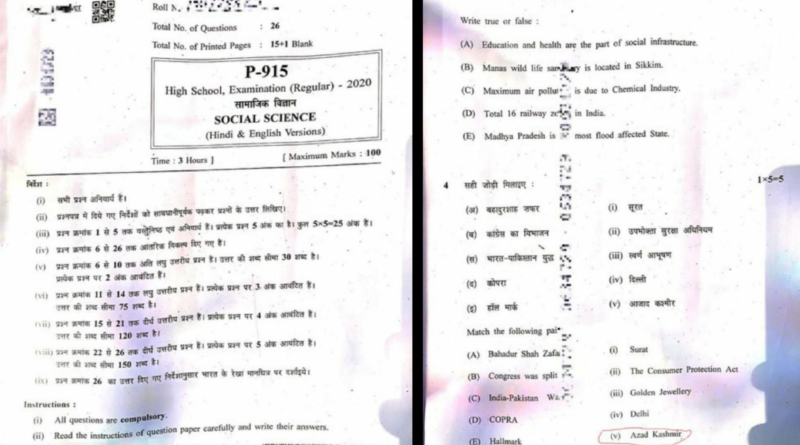 Roll N.
Total No. of Questions : 26
Total No. of Printed Pages : 15+1 Blank
P-915
High School, Examination (Regular) - 2020
सामाजिक विज्ञान
SOCIAL SCIENCE
(Hindi & English Versions)
Time : 3 Hours ]
[ Maximum Marks : 100
निर्देश :
(i) सभी प्रश्न अनिवार्य हैं।
(ii) प्रश्नपत्र में दिये गए निर्देशों को सावधानीपूर्वक पढ़कर प्रश्नों के उत्तर लिखिए।
(iii) प्रश्न क्रमांक 1 से 5 तक वस्तुनिष्ठ एवं अनिवार्य हैं। प्रत्येक प्रश्न 5 अंक का है। कुल 5×5=25 अंक हैं।
(iv) प्रश्न क्रमांक 6 से 26 तक आंतरिक विकल्प दिए गए है।
(v) प्रश्न क्रमांक 6 से 10 तक अति लघु उत्तरीय प्रश्न हैं। उत्तर की शब्द सीमा 30 शब्द है।
प्रत्येक प्रश्न पर 2 अंक आवंटित हैं।
(vi) प्रश्न क्रमांक 11 से 14 तक लघु उत्तरीय प्रश्न हैं। प्रत्येक प्रश्न पर 3 अंक आवंटित हैं।
उत्तर की शब्द सीमा 75 शब्द है।
(vii) प्रश्न क्रमांक 15 से 21 तक दीर्घ उत्तरीय प्रश्न हैं। प्रत्येक प्रश्न पर 4 अंक आवंटित हैं।
उत्तर की शब्द सीमा 120 शब्द है।
(viii) प्रश्न क्रमांक 22 से 26 तक दीर्घ उत्तरीय प्रश्न हैं। प्रत्येक प्रश्न पर 5 अंक आवंटित हैं।
उत्तर की शब्द सीमा 150 शब्द है।
(ix) प्रश्न क्रमांक 26 का उत्तर दिए गए निर्देशानुसार भारत के रेखा मानचित्र पर दर्शाइये।
Instructions :
(i) All questions are compulsory.
(ii) Read the instructions of question paper carefully and write their answers.
Write true or false :
(A) Education and health are the part of social infrastructure.
(B) Manas wild life is located in Sikkim.
(C) Maximum air is due to Chemical Industry.
(D) Total 16 railway in India.
(E) Madhya Pradesh is most flood affected State.
4 सही जोड़ी मिलाइए :
1×5=5
(अ) बहादुरशाह जफर (i) सूरत
(ब) कांग्रेस का विभाजन (ii) उपभोक्ता सुरक्षा अधिनियम
(स) भारत-पाकिस्तान युद्ध (iii) स्वर्ण आभूषण
(द) कोपरा (iv) दिल्ली
(इ) हॉल मार्क (v) आजाद कश्मीर
Match the following
(A) Bahadur Shah (i) Surat
(B) Congress was split (ii) The Consumer Protection Act
(C) India-Pakistan (iii) Golden Jewellery
(D) COPRA (iv) Delhi
(E) Hallmark (v) Azad Kashmir